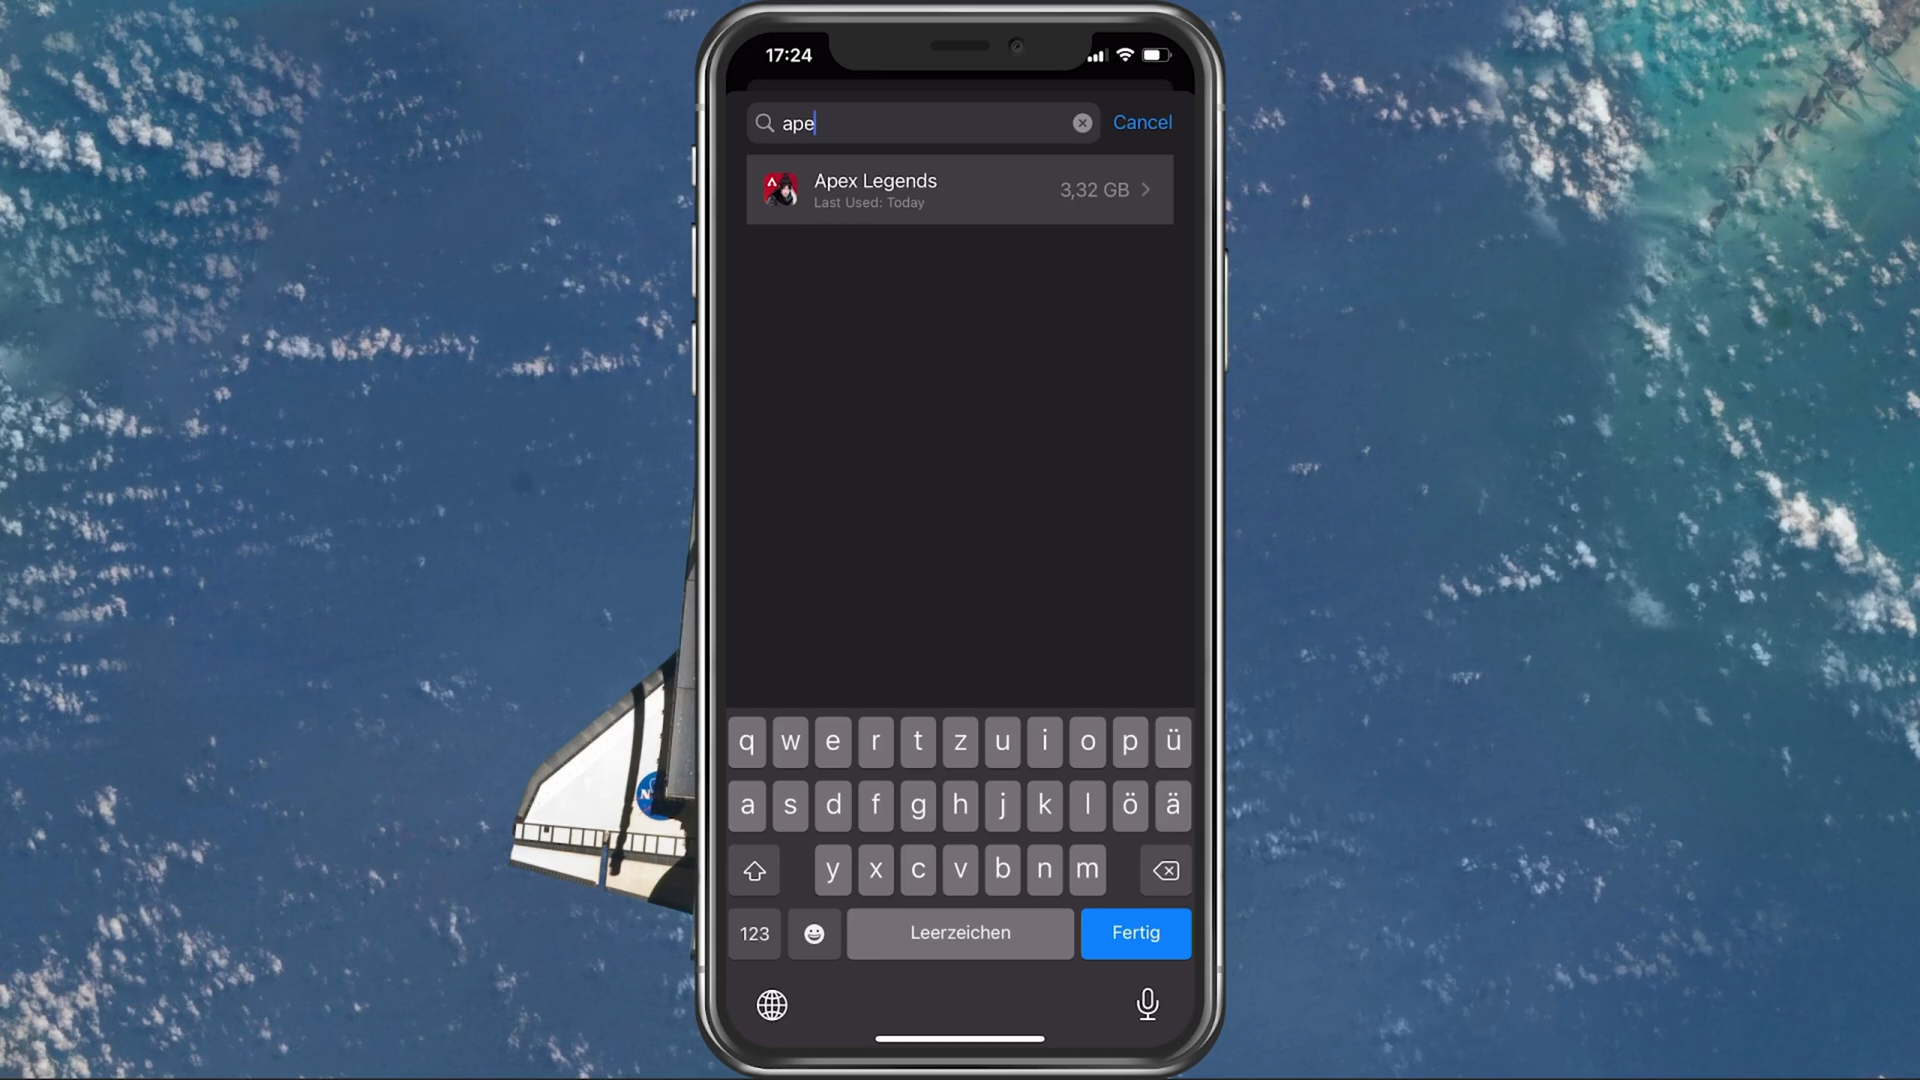 17:24
ape
Cancel
Apex Legends
3,32 GB
Last Used: Today
q w e r t z u i o p ü
a s d f g h j k l ö ä
y x c v b n m
123
Leerzeichen
Fertig